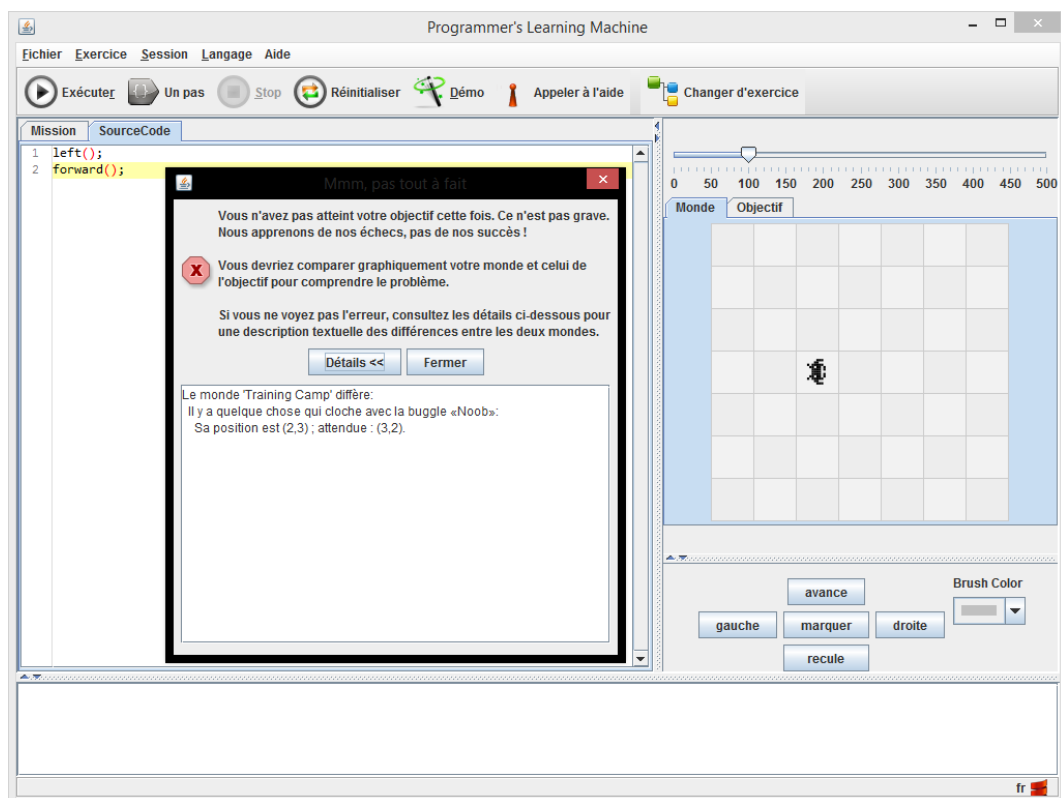 Programmer's Learning Machine
Fichier Exercice Session Langage Aide
Exécuter Un pas Stop Réinitialiser Démo Appeler à l'aide Changer d'exercice
Mission SourceCode
1 left();
2 forward();
Mmm, pas tout à fait
Vous n'avez pas atteint votre objectif cette fois. Ce n'est pas grave.
Nous apprenons de nos échecs, pas de nos succès !
Vous devriez comparer graphiquement votre monde et celui de
l'objectif pour comprendre le problème.
Si vous ne voyez pas l'erreur, consultez les détails ci-dessous pour
une description textuelle des différences entre les deux mondes.
Détails << Fermer
Le monde 'Training Camp' diffère:
Il y a quelque chose qui cloche avec la buggle «Noob»:
Sa position est (2,3) ; attendue : (3,2).
0 50 100 150 200 250 300 350 400 450 500
Monde Objectif
avance
gauche marquer droite
recule
Brush Color
fr